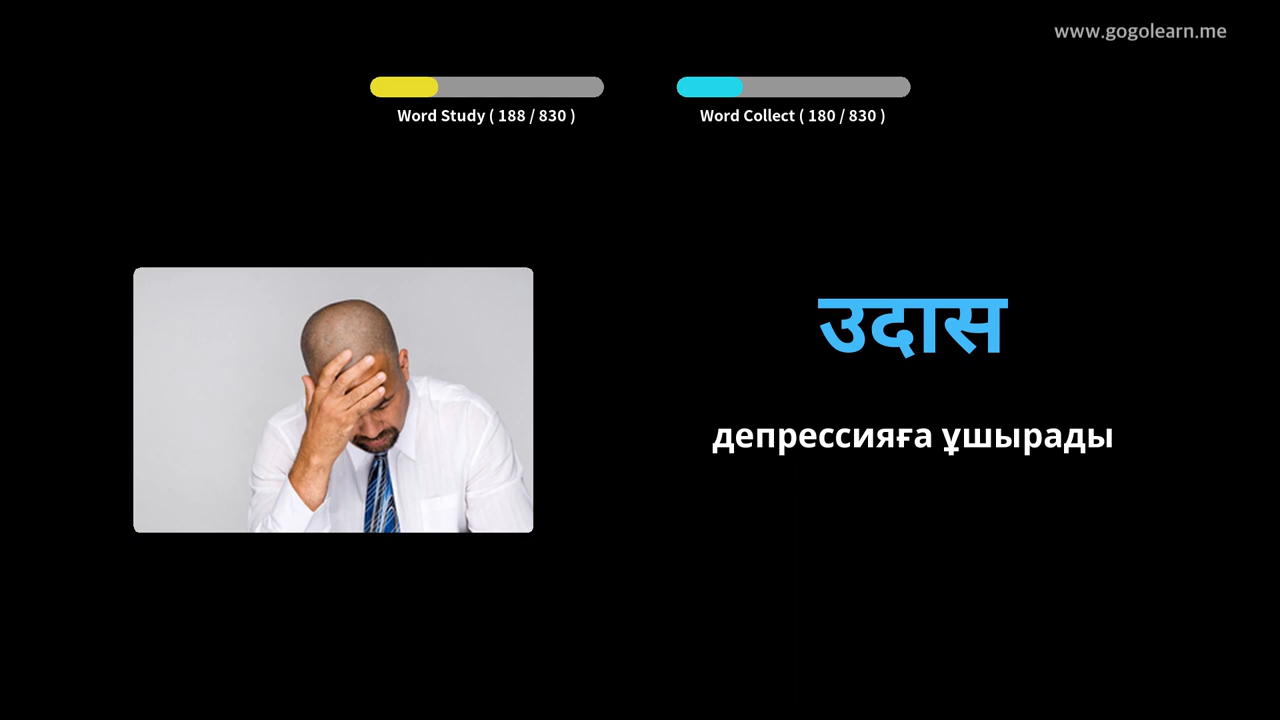 www.gogolearn.me
Word Study ( 188 / 830 )
Word Collect ( 180 / 830 )
उदास
депрессияға ұшырады